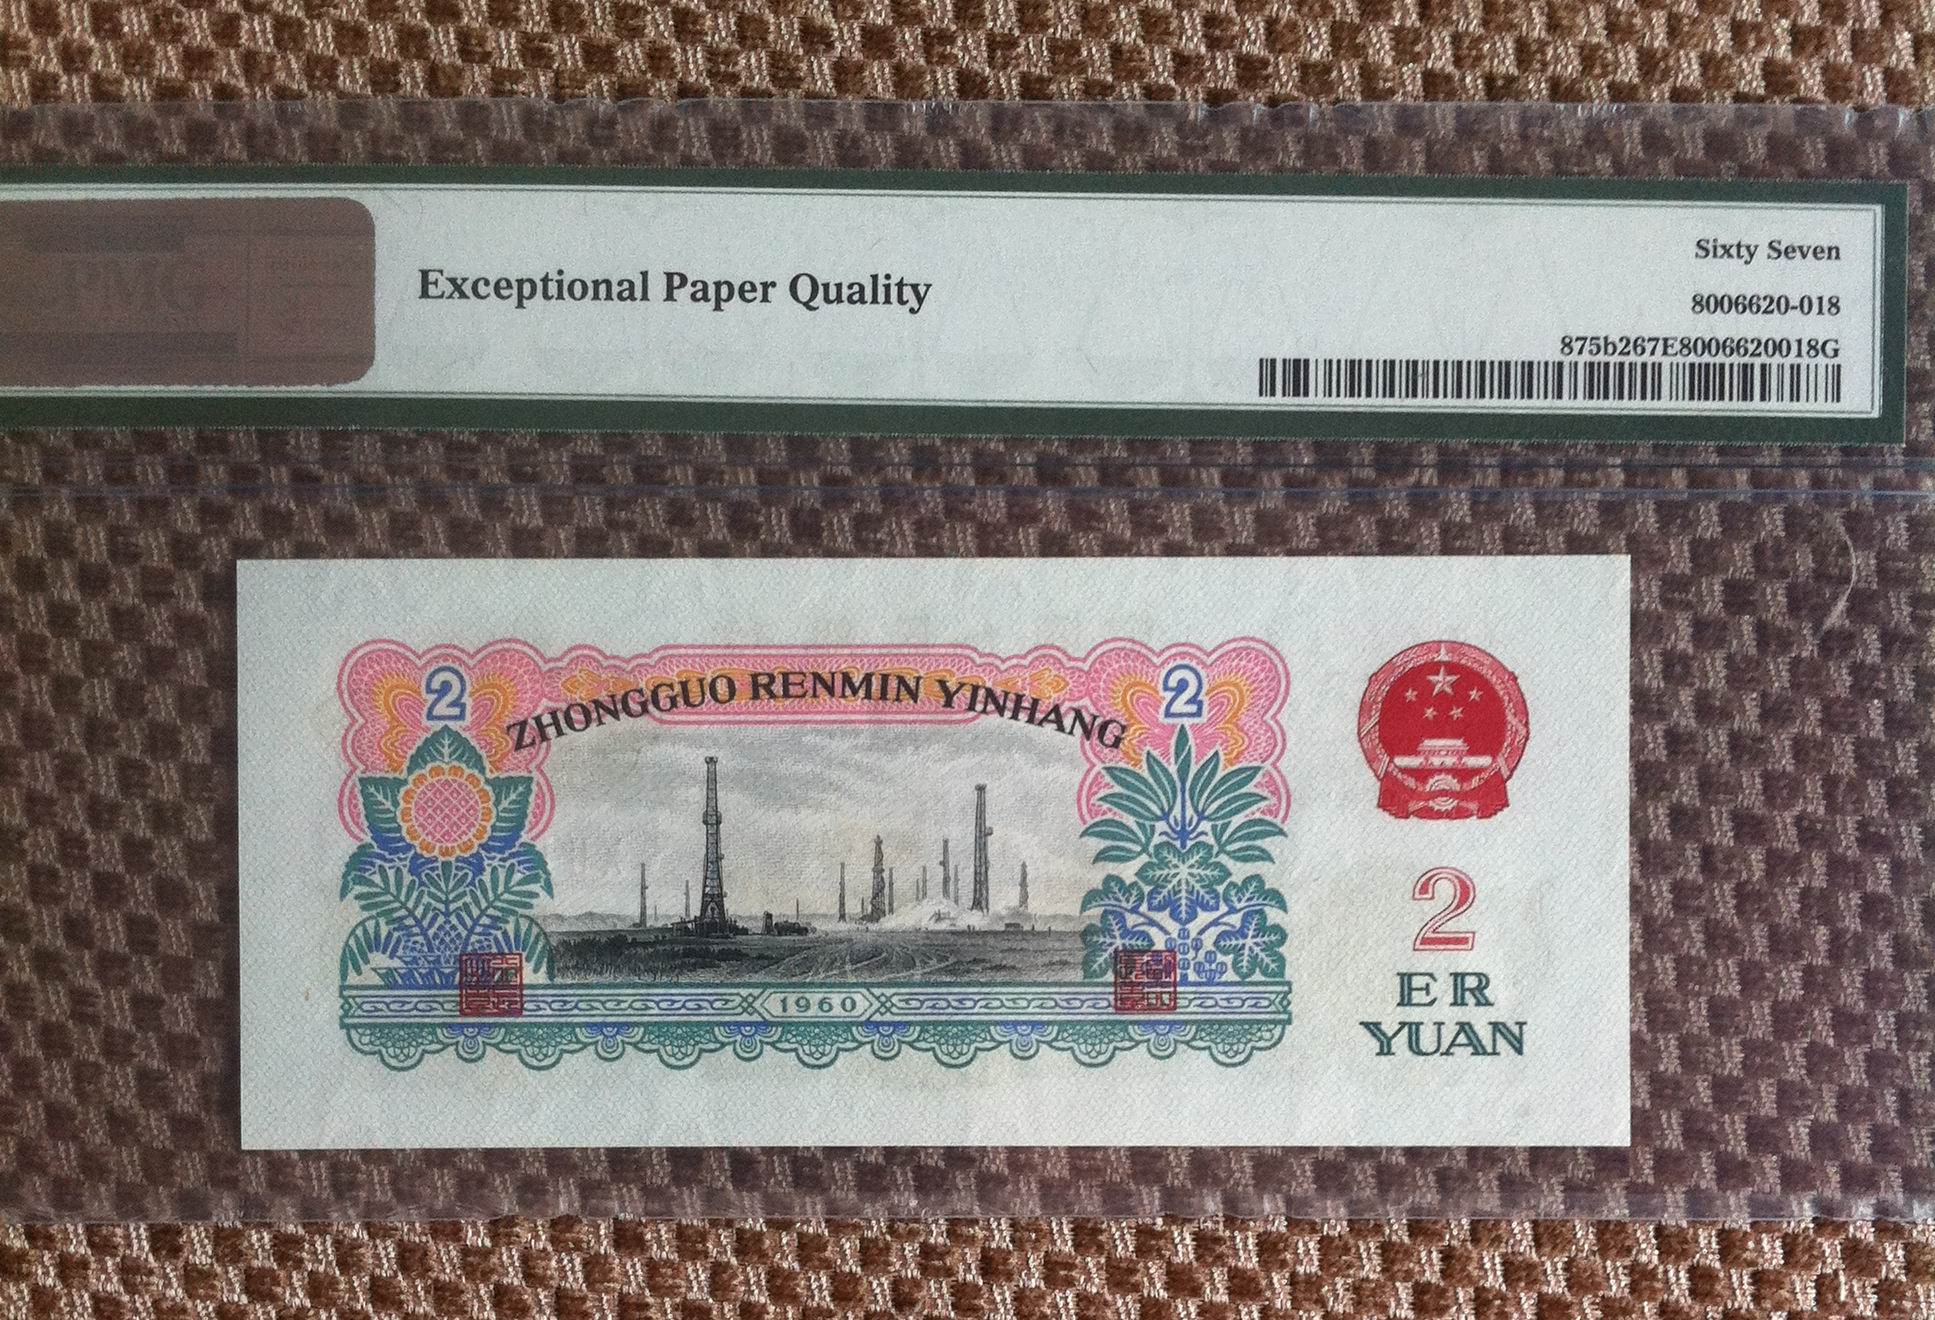 Exceptional Paper Quality
Sixty Seven
8006620-018
875b267E8006620018G
2
ZHONGGUO RENMIN YINHANG
2
2
ER
YUAN
1960